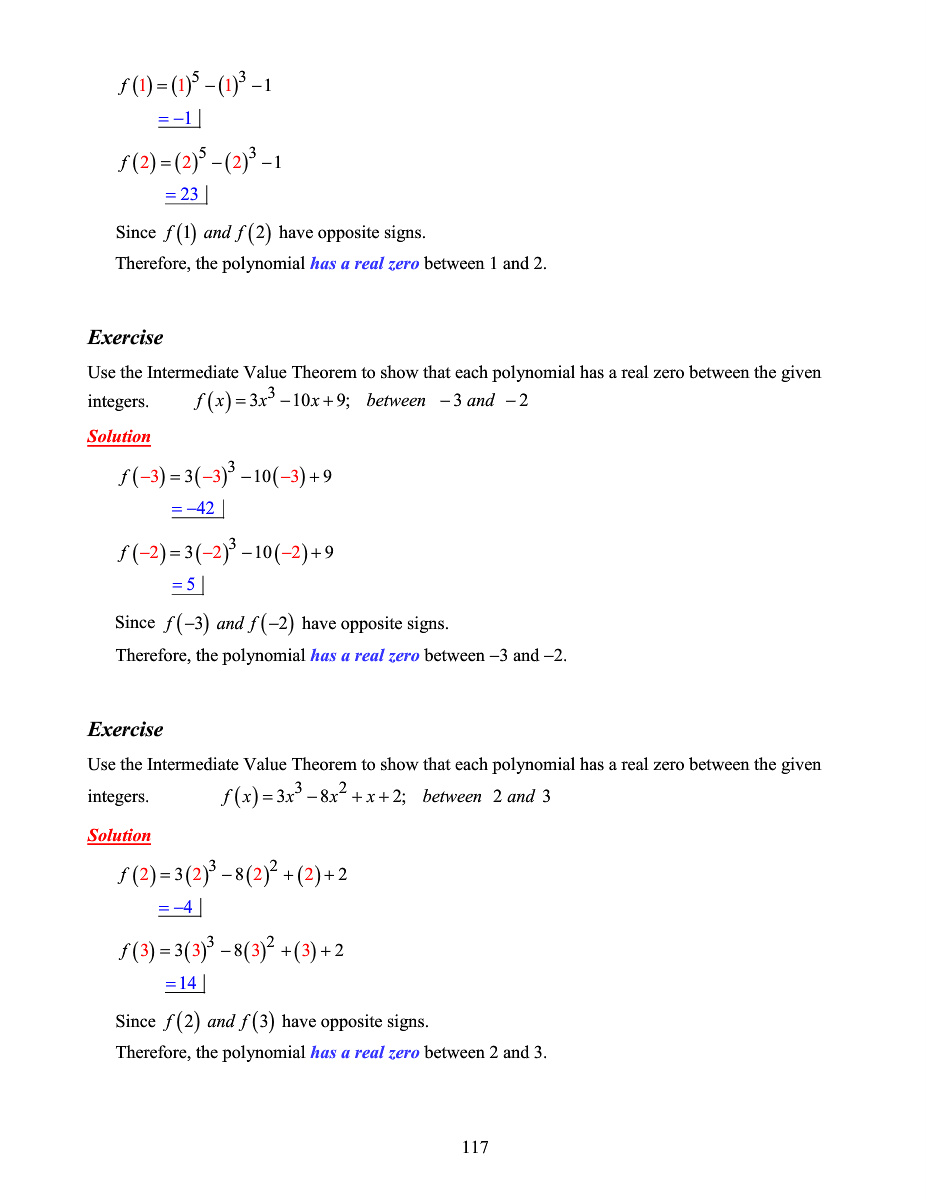 f(1) = (1)⁵ − (1)³ − 1
= −1|
f(2) = (2)⁵ − (2)³ − 1
= 23|
Since f(1) and f(2) have opposite signs.
Therefore, the polynomial has a real zero between 1 and 2.
Exercise
Use the Intermediate Value Theorem to show that each polynomial has a real zero between the given
integers. f(x) = 3x³ − 10x + 9; between − 3 and − 2
Solution
f(−3) = 3(−3)³ − 10(−3) + 9
= −42|
f(−2) = 3(−2)³ − 10(−2) + 9
= 5|
Since f(−3) and f(−2) have opposite signs.
Therefore, the polynomial has a real zero between −3 and −2.
Exercise
Use the Intermediate Value Theorem to show that each polynomial has a real zero between the given
integers. f(x) = 3x³ − 8x² + x + 2; between 2 and 3
Solution
f(2) = 3(2)³ − 8(2)² + (2) + 2
= −4|
f(3) = 3(3)³ − 8(3)² + (3) + 2
= 14|
Since f(2) and f(3) have opposite signs.
Therefore, the polynomial has a real zero between 2 and 3.
117